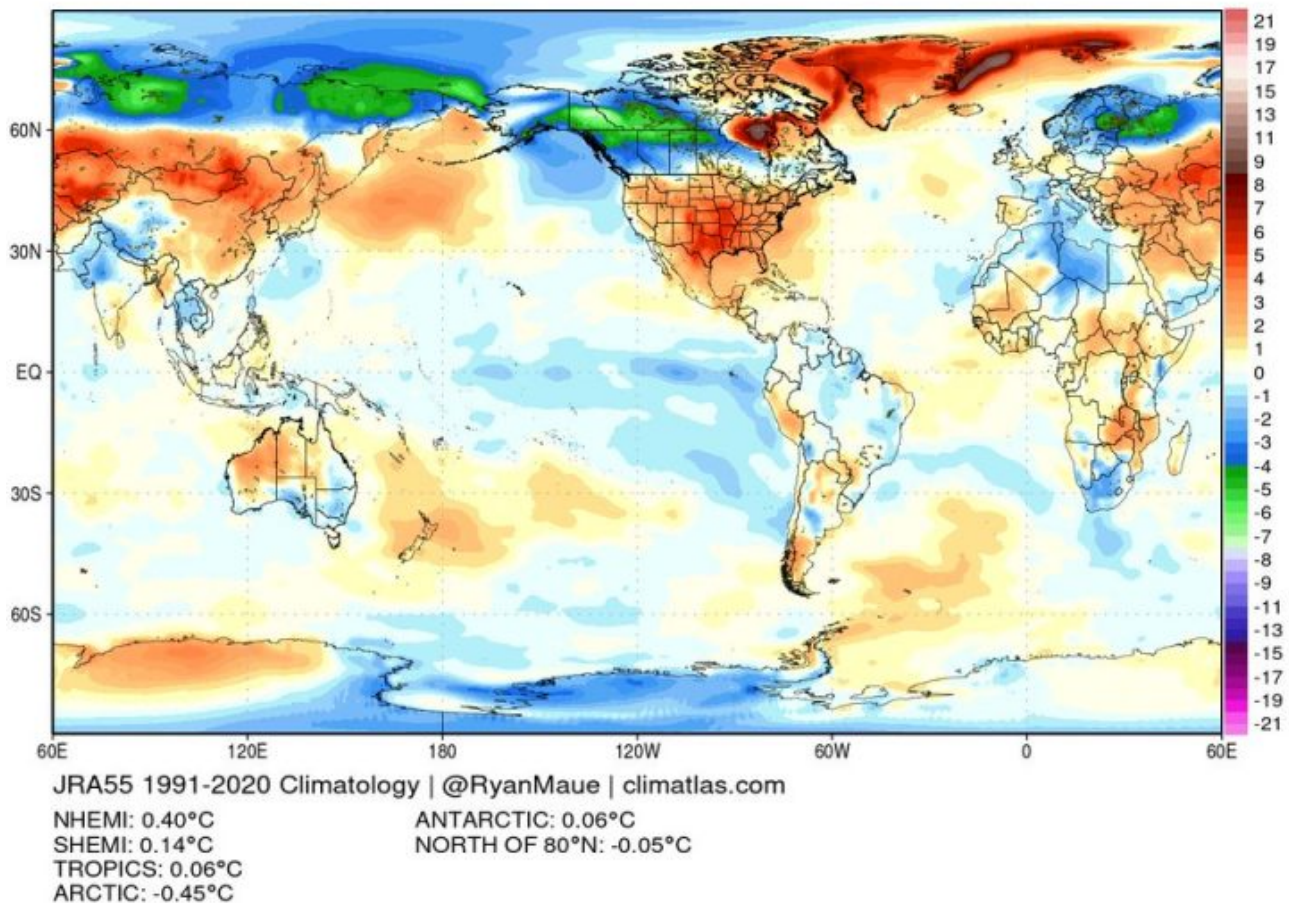 21
19
17
15
13
11
9
8
7
6
5
4
3
2
1
0
-1
-2
-3
-4
-5
-6
-7
-8
-9
-11
-13
-15
-17
-19
-21
60N
30N
EQ
30S
60S
60E 120E 180 120W 60W 0 60E
JRA55 1991-2020 Climatology | @RyanMaue | climatlas.com
NHEMI: 0.40°C ANTARCTIC: 0.06°C
SHEMI: 0.14°C NORTH OF 80°N: -0.05°C
TROPICS: 0.06°C
ARCTIC: -0.45°C